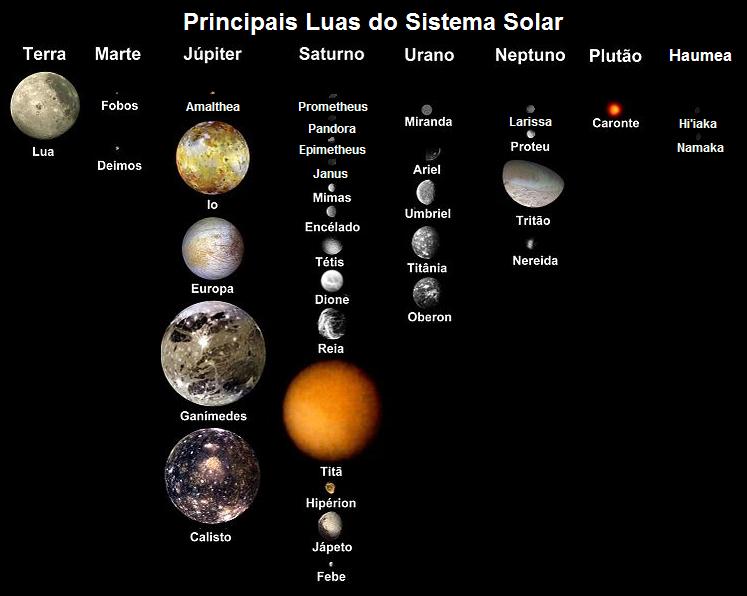 Principais Luas do Sistema Solar
Terra Marte Júpiter Saturno Urano Neptuno Plutão Haumea
Lua
Fobos
Deimos
Amalthea
Io
Europa
Ganímedes
Calisto
Prometheus
Pandora
Epimetheus
Janus
Mimas
Encélado
Tétis
Dione
Reia
Titã
Hipérion
Jápeto
Febe
Miranda
Ariel
Umbriel
Titânia
Oberon
Larissa
Proteu
Tritão
Nereida
Caronte
Hi'iaka
Namaka